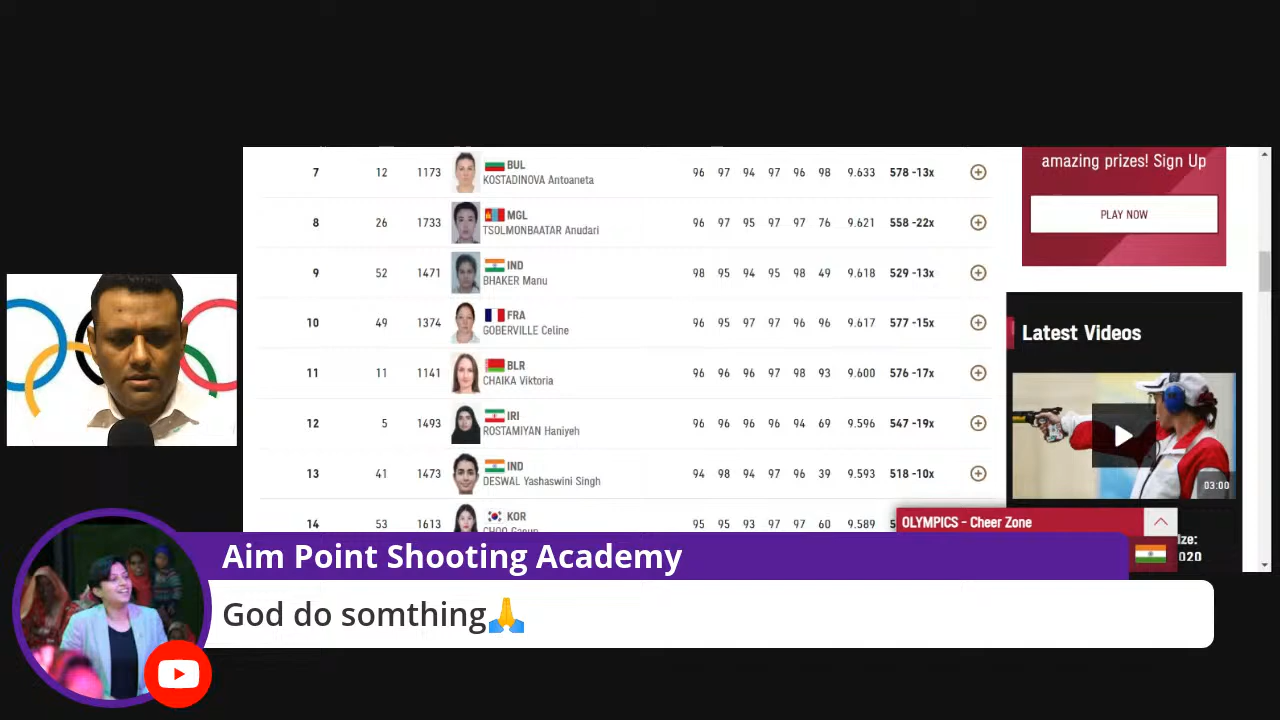 amazing prizes! Sign Up
PLAY NOW
7 12 1173 BUL KOSTADINOVA Antoaneta 96 97 94 97 96 98 9.633 578 -13x
8 26 1733 MGL TSOLMONBAATAR Anudari 96 97 95 97 97 76 9.621 558 -22x
9 52 1471 IND BHAKER Manu 98 95 94 95 98 49 9.618 529 -13x
10 49 1374 FRA GOBERVILLE Celine 96 95 97 97 96 96 9.617 577 -15x
11 11 1141 BLR CHAIKA Viktoria 96 96 96 97 98 93 9.600 576 -17x
12 5 1493 IRI ROSTAMIYAN Haniyeh 96 96 96 96 94 69 9.596 547 -19x
13 41 1473 IND DESWAL Yashaswini Singh 94 98 94 97 96 39 9.593 518 -10x
14 53 1613 KOR 95 95 93 97 97 60 9.589
Latest Videos
03:00
OLYMPICS - Cheer Zone
Aim Point Shooting Academy
God do somthing🙏